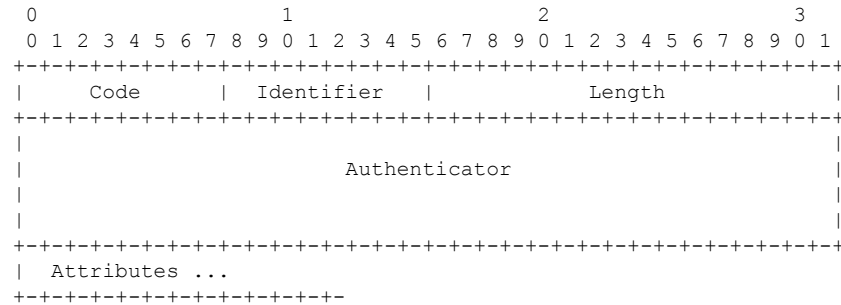 0                   1                   2                   3
 0 1 2 3 4 5 6 7 8 9 0 1 2 3 4 5 6 7 8 9 0 1 2 3 4 5 6 7 8 9 0 1
+-+-+-+-+-+-+-+-+-+-+-+-+-+-+-+-+-+-+-+-+-+-+-+-+-+-+-+-+-+-+-+-+
|     Code      |  Identifier   |            Length             |
+-+-+-+-+-+-+-+-+-+-+-+-+-+-+-+-+-+-+-+-+-+-+-+-+-+-+-+-+-+-+-+-+
|                                                               |
|                         Authenticator                         |
|                                                               |
|                                                               |
+-+-+-+-+-+-+-+-+-+-+-+-+-+-+-+-+-+-+-+-+-+-+-+-+-+-+-+-+-+-+-+-+
|  Attributes ...
+-+-+-+-+-+-+-+-+-+-+-+-+-